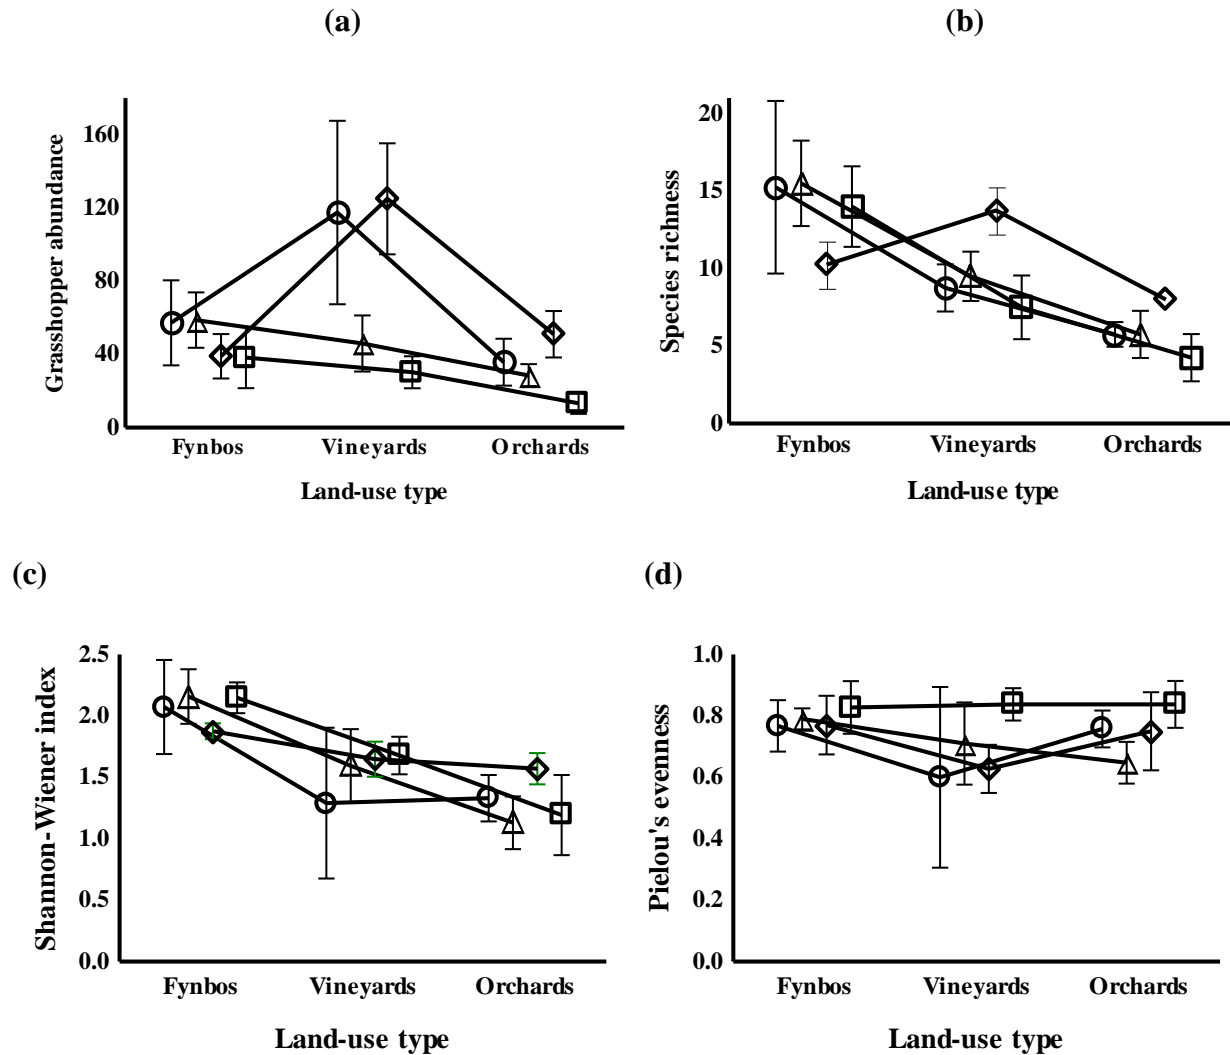 (a)
Grasshopper abundance
160
120
80
40
0
Fynbos Vineyards Orchards
Land-use type
(b)
Species richness
20
15
10
5
0
Fynbos Vineyards Orchards
Land-use type
(c)
Shannon-Wiener index
2.5
2.0
1.5
1.0
0.5
0.0
Fynbos Vineyards Orchards
Land-use type
(d)
Pielou's evenness
1.0
0.8
0.6
0.4
0.2
0.0
Fynbos Vineyards Orchards
Land-use type